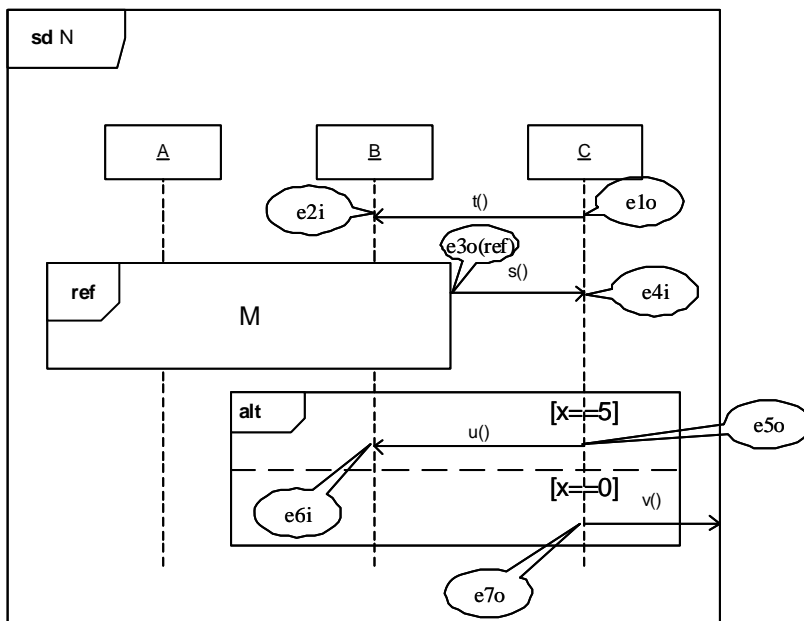 sd N
A
B
C
t()
e2i
e1o
e3o(ref)
s()
ref
M
e4i
alt
[x==5]
u()
e5o
[x==0]
e6i
v()
e7o